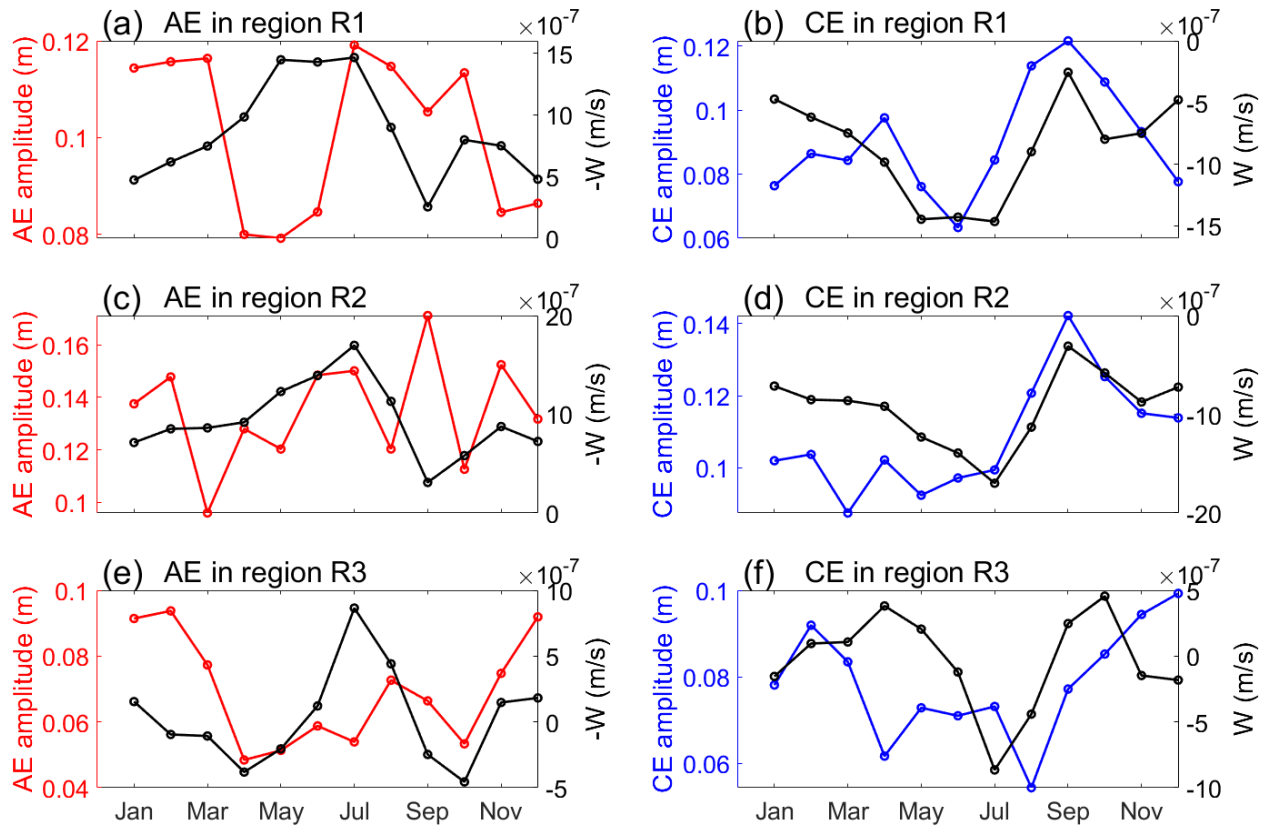 (a) AE in region R1 ×10-7
AE amplitude (m)
0.12
0.1
0.08
15
10
5
0
-W (m/s)
(b) CE in region R1 ×10-7
CE amplitude (m)
0.12
0.1
0.08
0.06
0
-5
-10
-15
W (m/s)
(c) AE in region R2 ×10-7
AE amplitude (m)
0.16
0.14
0.12
0.1
20
10
0
-W (m/s)
(d) CE in region R2 ×10-7
CE amplitude (m)
0.14
0.12
0.1
0
-10
-20
W (m/s)
(e) AE in region R3 ×10-7
AE amplitude (m)
0.1
0.08
0.06
0.04
10
5
0
-5
-W (m/s)
Jan Mar May Jul Sep Nov
(f) CE in region R3 ×10-7
CE amplitude (m)
0.1
0.08
0.06
5
0
-5
-10
W (m/s)
Jan Mar May Jul Sep Nov